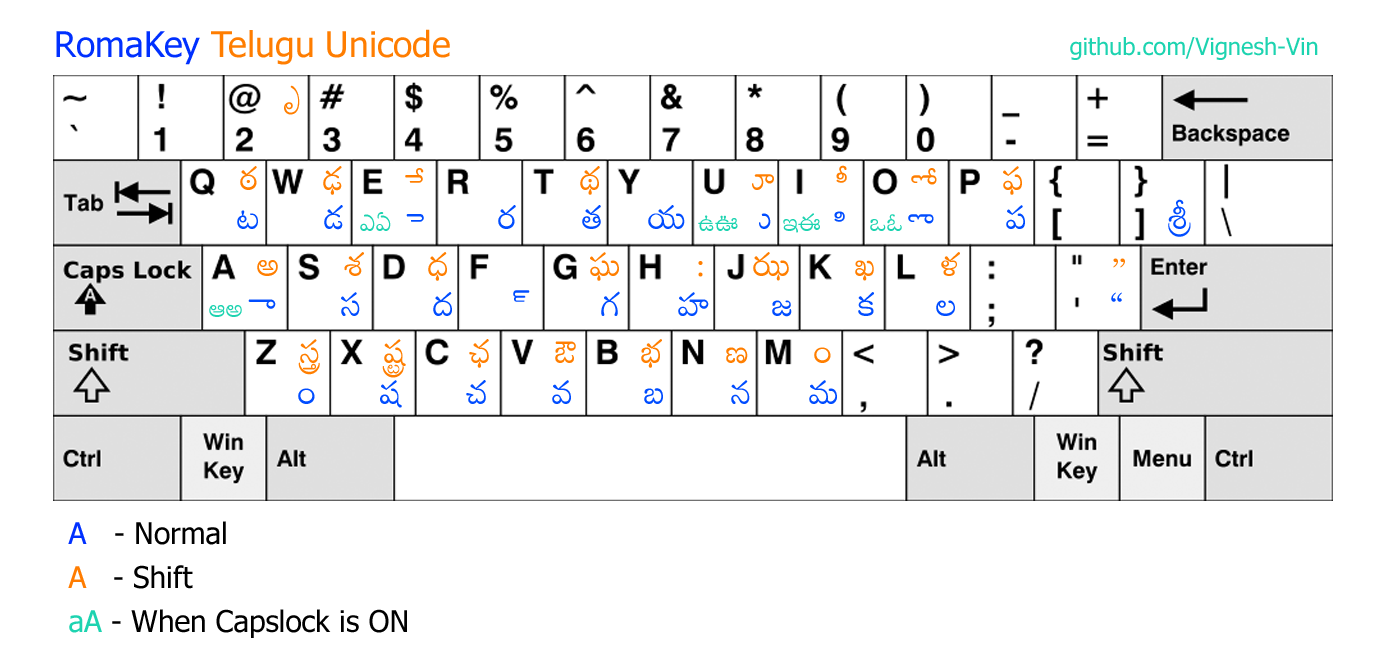 RomaKey Telugu Unicode
github.com/Vignesh-Vin
~ ! @ ృ # $ % ^ & * ( ) _ +
` 1 2 3 4 5 6 7 8 9 0 - = Backspace
Tab Q ఠ W ఢ E ే R T థ Y U ూ I ీ O ో P ఫ { } |
ట డ ఎఏ ె ర త య ఉఊ ు ఇఈ ి ఒఓ ొ ప [ ] శ్రీ \
Caps Lock A అ S శ D ధ F G ఘ H : J ఝ K ఖ L ళ : " ” Enter
A ఆఅ ా స ద ్ గ హ జ క ల ; ' “
Shift Z స్త్ర X ష్ట్ర C ఛ V ఔ B భ N ణ M ం < > ? Shift
ం ష చ వ బ న మ , . /
Ctrl Win Key Alt Alt Win Key Menu Ctrl
A - Normal
A - Shift
aA - When Capslock is ON